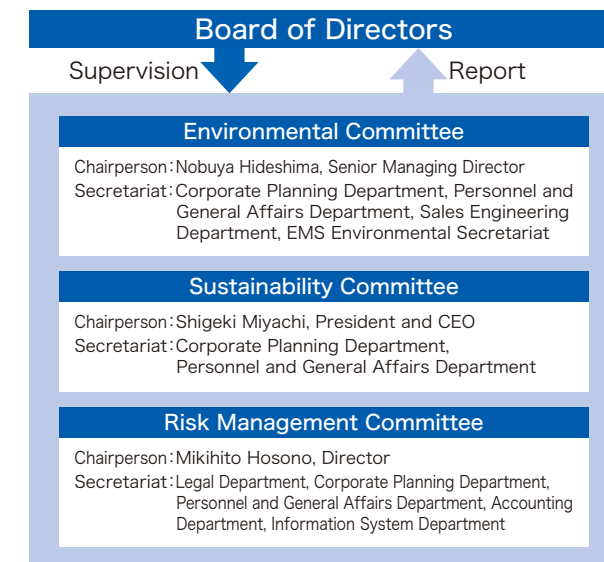 Board of Directors
Supervision
Report
Environmental Committee
Chairperson:Nobuya Hideshima, Senior Managing Director
Secretariat:Corporate Planning Department, Personnel and
General Affairs Department, Sales Engineering
Department, EMS Environmental Secretariat
Sustainability Committee
Chairperson:Shigeki Miyachi, President and CEO
Secretariat:Corporate Planning Department,
Personnel and General Affairs Department
Risk Management Committee
Chairperson:Mikihito Hosono, Director
Secretariat:Legal Department, Corporate Planning Department,
Personnel and General Affairs Department, Accounting
Department, Information System Department